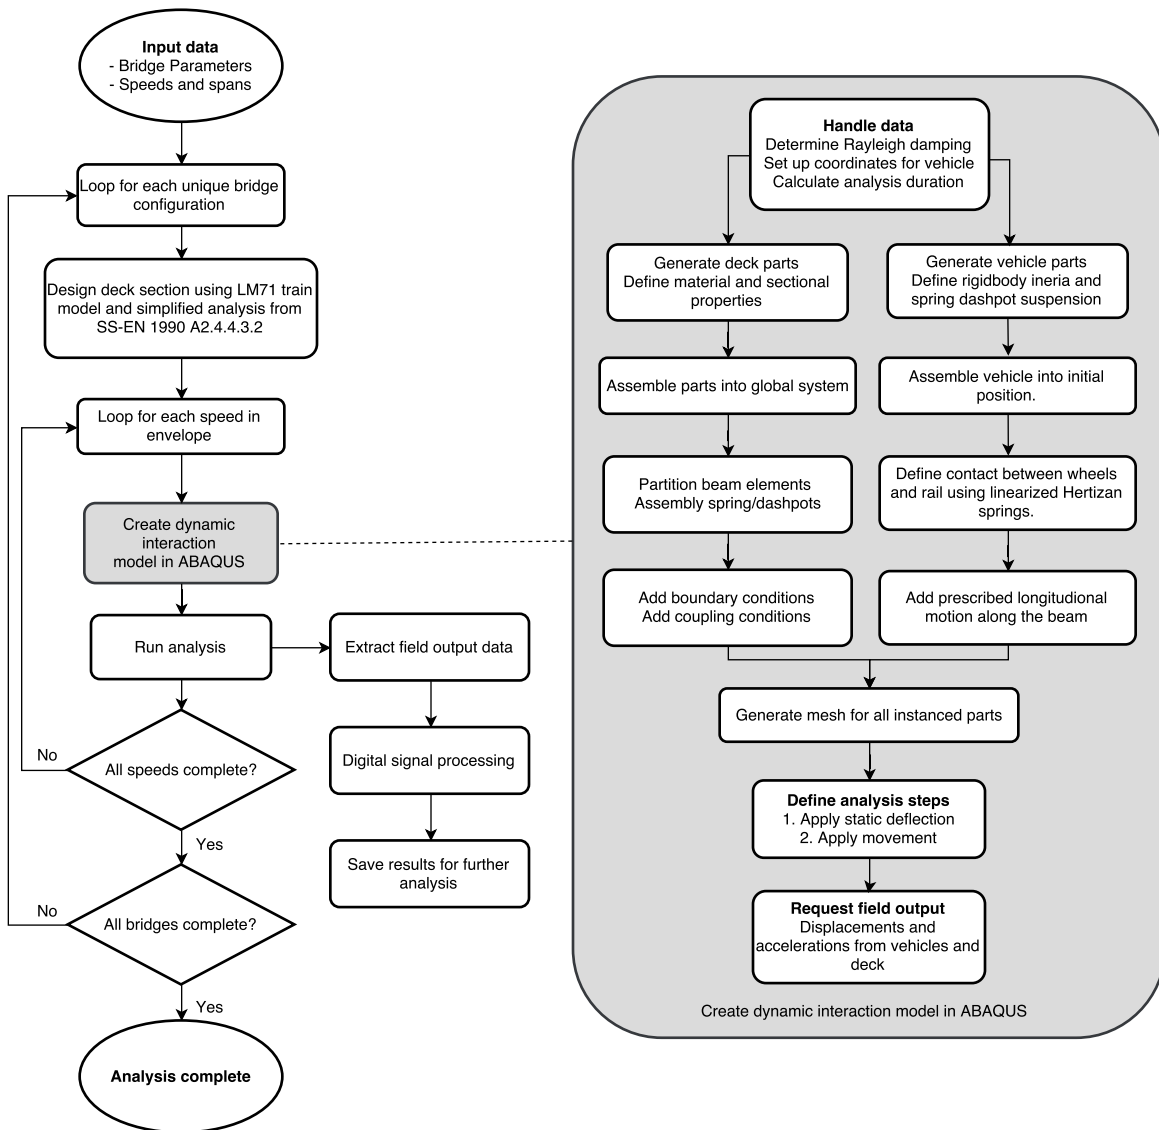 Input data
- Bridge Parameters
- Speeds and spans
Loop for each unique bridge
configuration
Design deck section using LM71 train
model and simplified analysis from
SS-EN 1990 A2.4.4.3.2
Loop for each speed in
envelope
Create dynamic
interaction
model in ABAQUS
Run analysis
Extract field output data
Digital signal processing
Save results for further
analysis
All speeds complete?
No
Yes
All bridges complete?
No
Yes
Analysis complete
Handle data
Determine Rayleigh damping
Set up coordinates for vehicle
Calculate analysis duration
Generate deck parts
Define material and sectional
properties
Assemble parts into global system
Partition beam elements
Assembly spring/dashpots
Add boundary conditions
Add coupling conditions
Generate vehicle parts
Define rigidbody ineria and
spring dashpot suspension
Assemble vehicle into initial
position.
Define contact between wheels
and rail using linearized Hertizan
springs.
Add prescribed longitudional
motion along the beam
Generate mesh for all instanced parts
Define analysis steps
1. Apply static deflection
2. Apply movement
Request field output
Displacements and
accelerations from vehicles and
deck
Create dynamic interaction model in ABAQUS